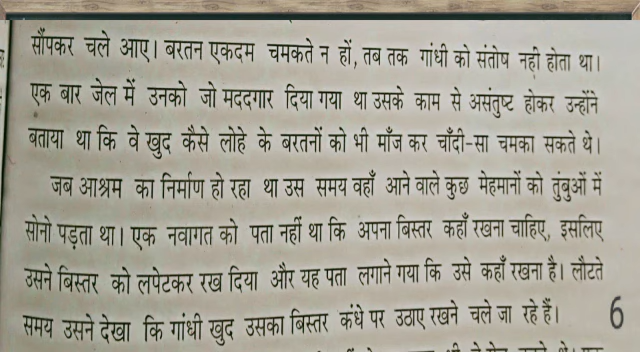 सौंपकर चले आए। बरतन एकदम चमकते न हों, तब तक गांधी को संतोष नही होता था।
एक बार जेल में उनको जो मददगार दिया गया था उसके काम से असंतुष्ट होकर उन्होंने
बताया था कि वे खुद कैसे लोहे के बरतनों को भी माँज कर चाँदी-सा चमका सकते थे।
जब आश्रम का निर्माण हो रहा था उस समय वहाँ आने वाले कुछ मेहमानों को तुंबुओं में
सोनो पड़ता था। एक नवागत को पता नहीं था कि अपना बिस्तर कहाँ रखना चाहिए, इसलिए
उसने बिस्तर को लपेटकर रख दिया और यह पता लगाने गया कि उसे कहाँ रखना है। लौटते
समय उसने देखा कि गांधी खुद उसका बिस्तर कंधे पर उठाए रखने चले जा रहे हैं।
6